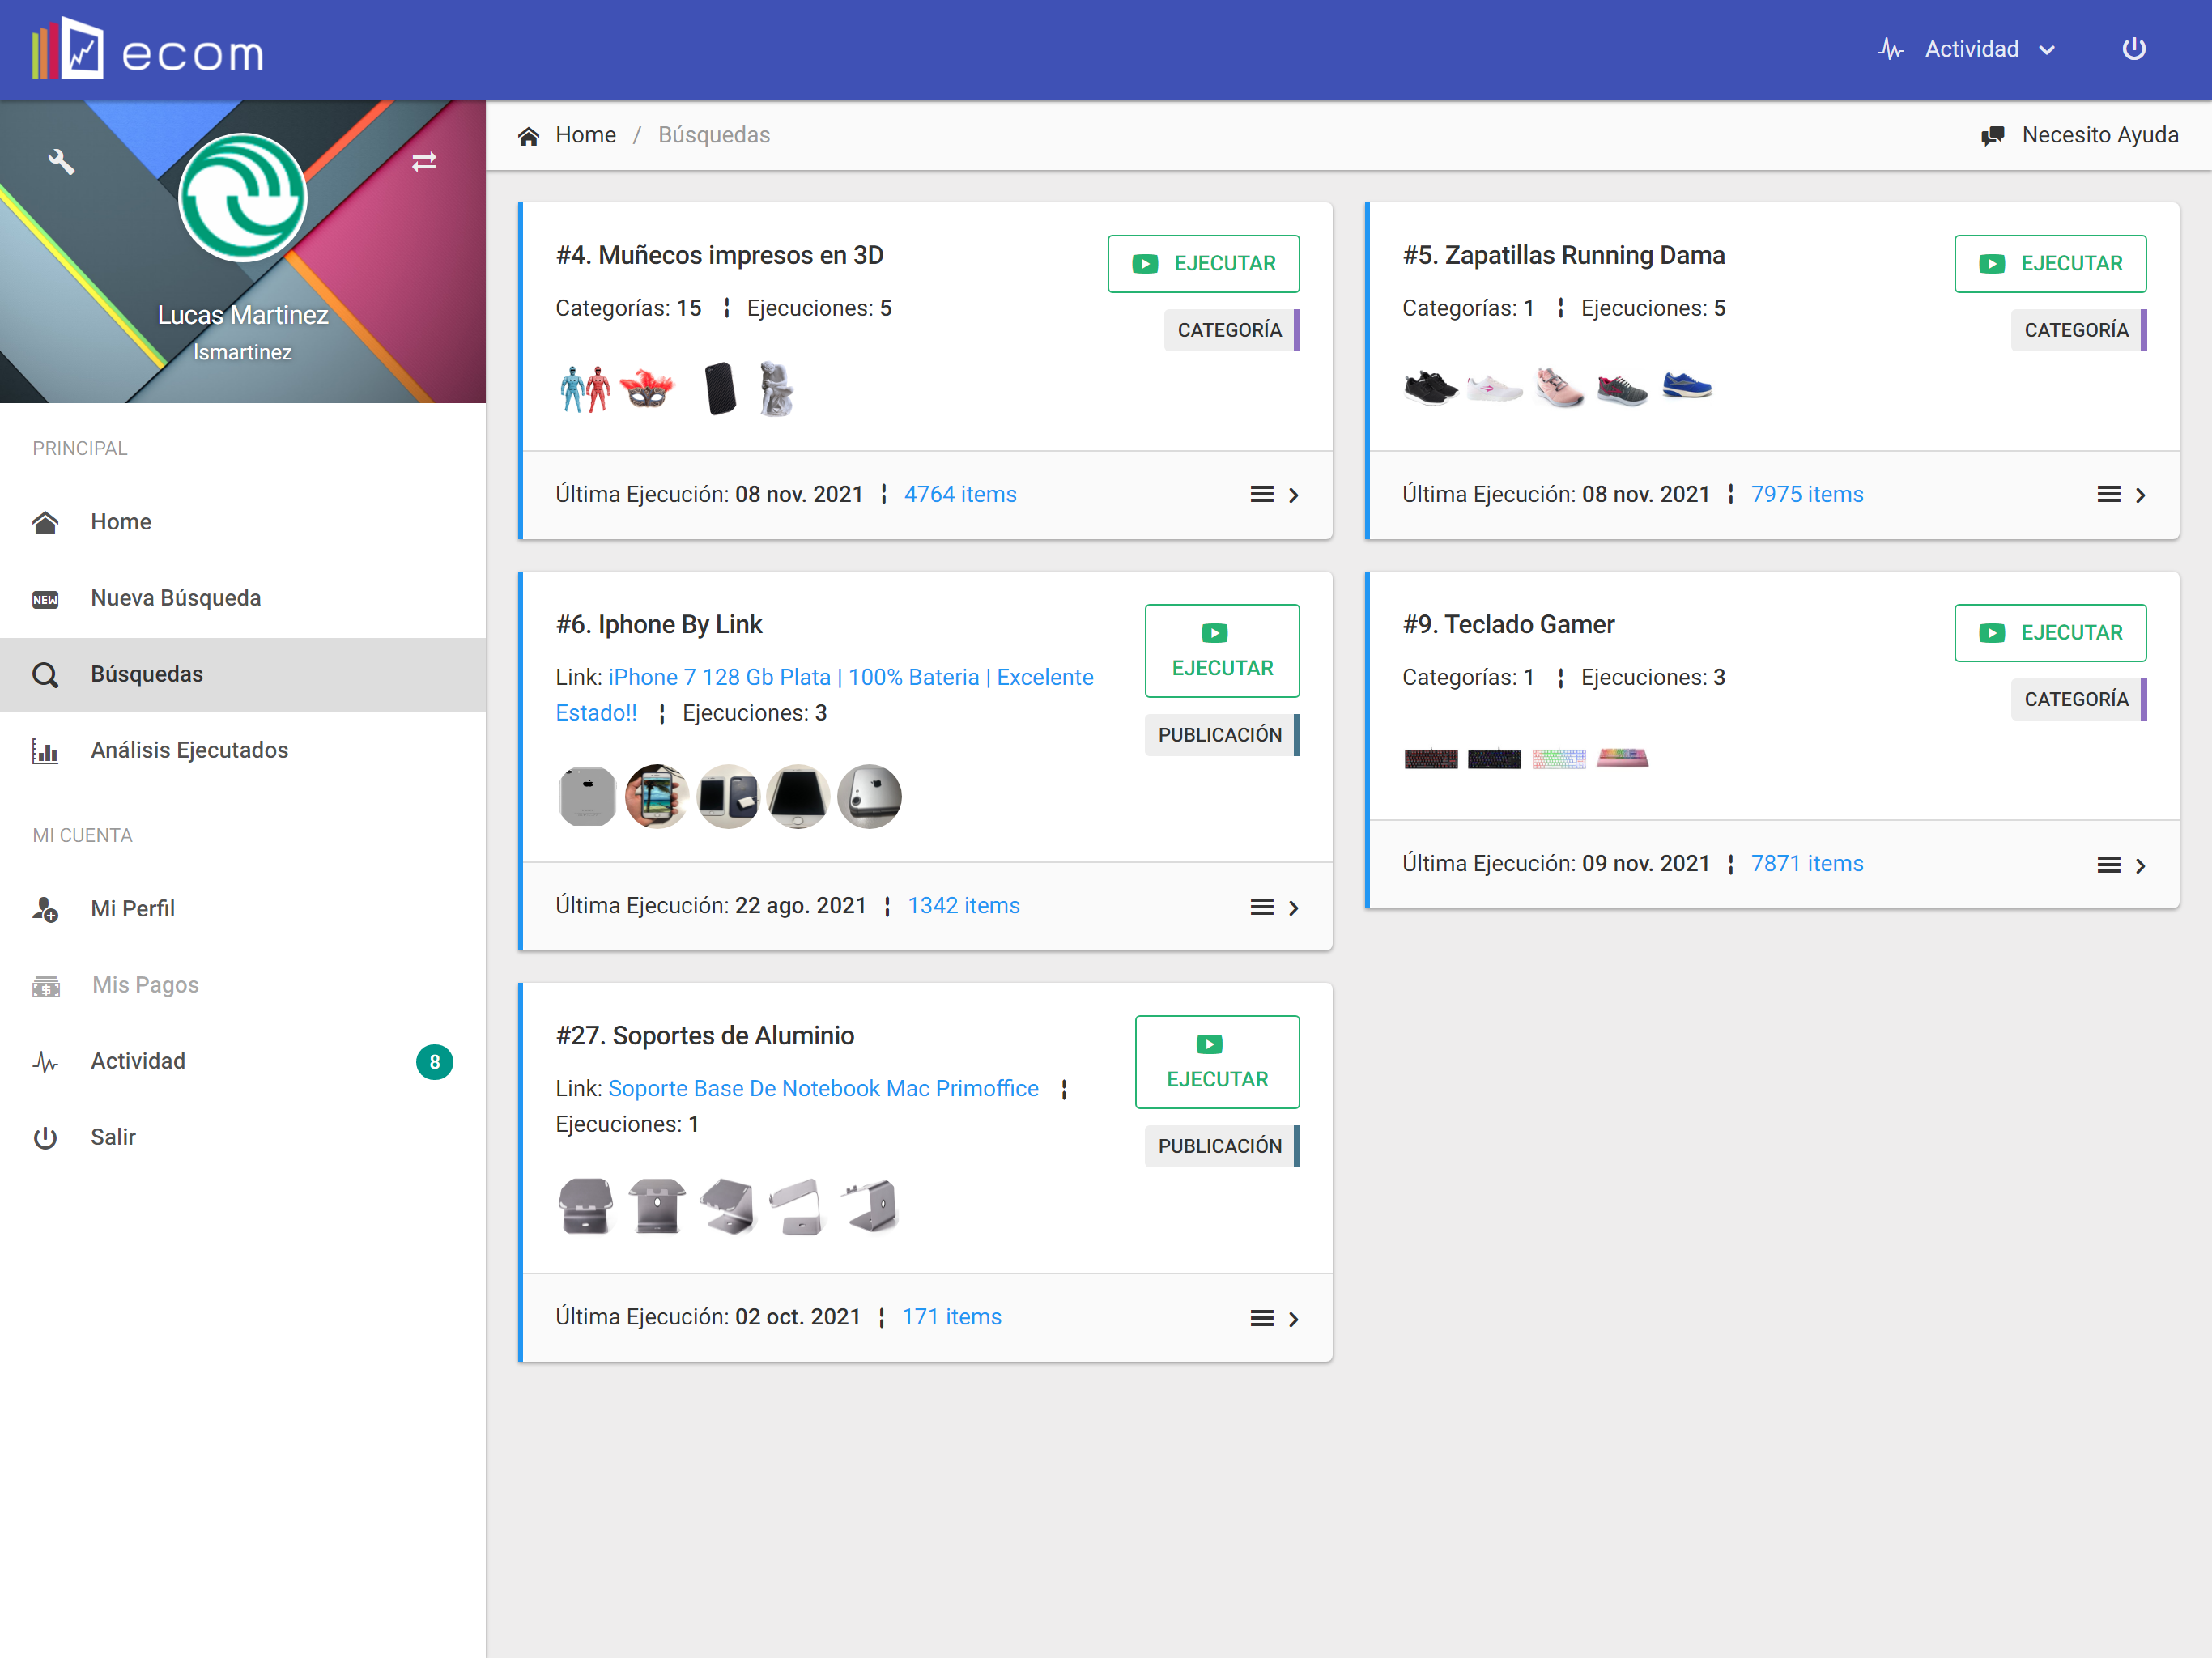 ecom
Actividad
Lucas Martinez
lsmartinez
PRINCIPAL
Home
NEW Nueva Búsqueda
Búsquedas
Análisis Ejecutados
MI CUENTA
Mi Perfil
Mis Pagos
Actividad 8
Salir
Home / Búsquedas
Necesito Ayuda
#4. Muñecos impresos en 3D
EJECUTAR
Categorías: 15 ¦ Ejecuciones: 5
CATEGORÍA
Última Ejecución: 08 nov. 2021 ¦ 4764 items
#5. Zapatillas Running Dama
EJECUTAR
Categorías: 1 ¦ Ejecuciones: 5
CATEGORÍA
Última Ejecución: 08 nov. 2021 ¦ 7975 items
#6. Iphone By Link
EJECUTAR
Link: iPhone 7 128 Gb Plata | 100% Bateria | Excelente
Estado!! ¦ Ejecuciones: 3
PUBLICACIÓN
Última Ejecución: 22 ago. 2021 ¦ 1342 items
#9. Teclado Gamer
EJECUTAR
Categorías: 1 ¦ Ejecuciones: 3
CATEGORÍA
Última Ejecución: 09 nov. 2021 ¦ 7871 items
#27. Soportes de Aluminio
EJECUTAR
Link: Soporte Base De Notebook Mac Primoffice ¦
Ejecuciones: 1
PUBLICACIÓN
Última Ejecución: 02 oct. 2021 ¦ 171 items